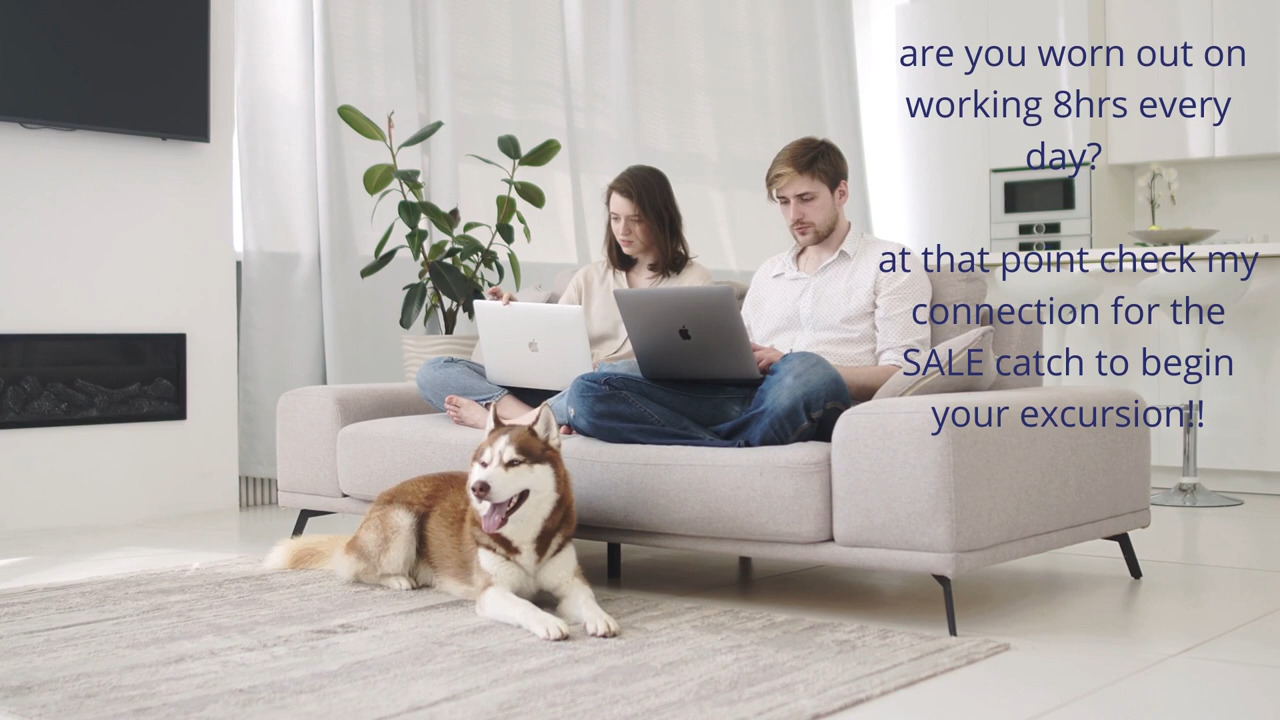 are you worn out on
working 8hrs every
day?
at that point check my
connection for the
SALE catch to begin
your excursion!!